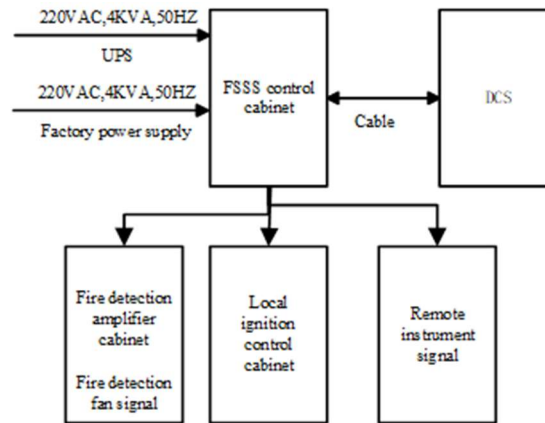 220VAC,4KVA,50HZ
UPS
220VAC,4KVA,50HZ
Factory power supply
FSSS control
cabinet
Cable
DCS
Fire detection
amplifier
cabinet
Fire detection
fan signal
Local
ignition
control
cabinet
Remote
instrument
signal